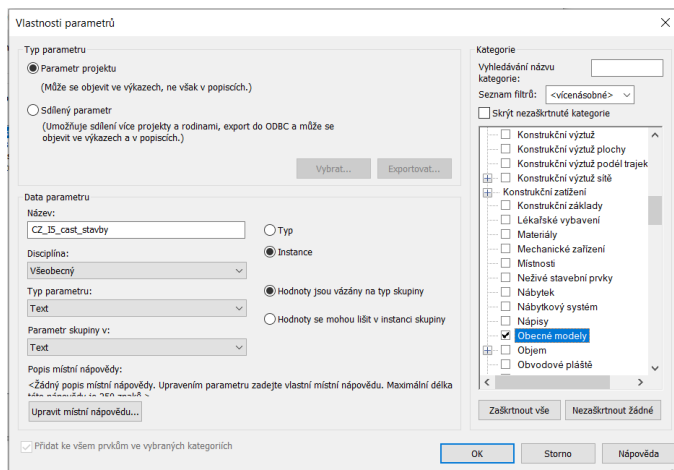 Vlastnosti parametrů
Typ parametru
Parametr projektu
(Může se objevit ve výkazech, ne však v popiscích.)
Sdílený parametr
(Umožňuje sdílení více projekty a rodinami, export do ODBC a může se
objevit ve výkazech a v popiscích.)
Vybrat...
Exportovat...
Data parametru
Název:
CZ_I5_cast_stavby
Disciplína:
Všeobecný
Typ parametru:
Text
Parametr skupiny v:
Text
Popis místní nápovědy:
<Žádný popis místní nápovědy. Upravením parametru zadejte vlastní místní nápovědu. Maximální délka
této nápovědy je 250 znaků.>
Upravit místní nápovědu...
Typ
Instance
Hodnoty jsou vázány na typ skupiny
Hodnoty se mohou lišit v instanci skupiny
Přidat ke všem prvkům ve vybraných kategoriích
Kategorie
Vyhledávání názvu
kategorie:
Seznam filtrů:
<vícenásobné>
Skrýt nezaškrtnuté kategorie
Konstrukční výztuž
Konstrukční výztuž plochy
Konstrukční výztuž podél trajek
Konstrukční výztuž sítě
Konstrukční zatížení
Konstrukční základy
Lékařské vybavení
Materiály
Mechanické zařízení
Místnosti
Neživé stavební prvky
Nábytek
Nábytkový systém
Nápisy
Obecné modely
Objem
Obvodové pláště
Zaškrtnout vše
Nezaškrtnout žádné
OK
Storno
Nápověda